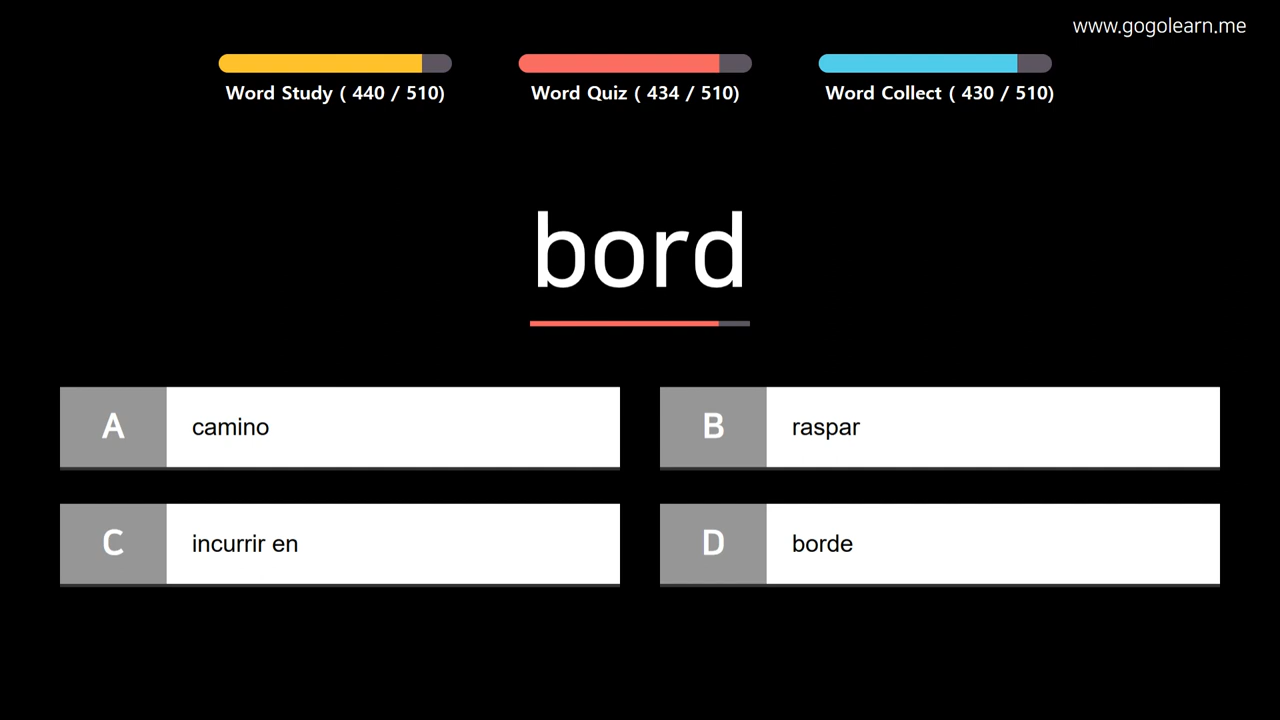 www.gogolearn.me
Word Study ( 440 / 510)
Word Quiz ( 434 / 510)
Word Collect ( 430 / 510)
bord
A camino
B raspar
C incurrir en
D borde